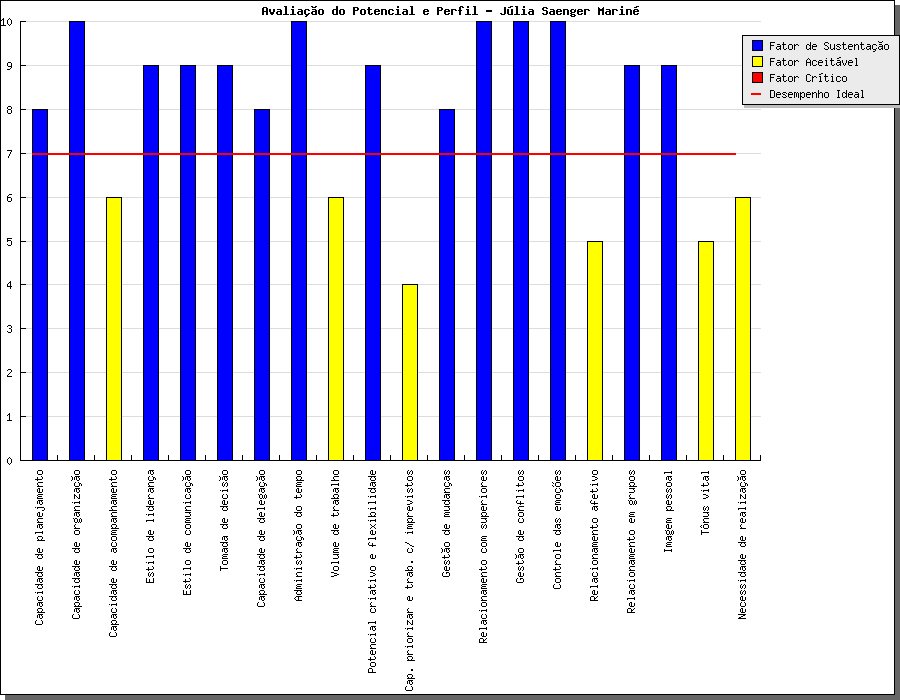 Avaliação do Potencial e Perfil - Júlia Saenger Mariné
Fator de Sustentação
Fator Aceitável
Fator Crítico
Desempenho Ideal
10
9
8
7
6
5
4
3
2
1
0
Capacidade de planejamento
Capacidade de organização
Capacidade de acompanhamento
Estilo de liderança
Estilo de comunicação
Tomada de decisão
Capacidade de delegação
Administração do tempo
Volume de trabalho
Potencial criativo e flexibilidade
Cap. priorizar e trab. c/ imprevistos
Gestão de mudanças
Relacionamento com superiores
Gestão de conflitos
Controle das emoções
Relacionamento afetivo
Relacionamento em grupos
Imagem pessoal
Tônus vital
Necessidade de realização